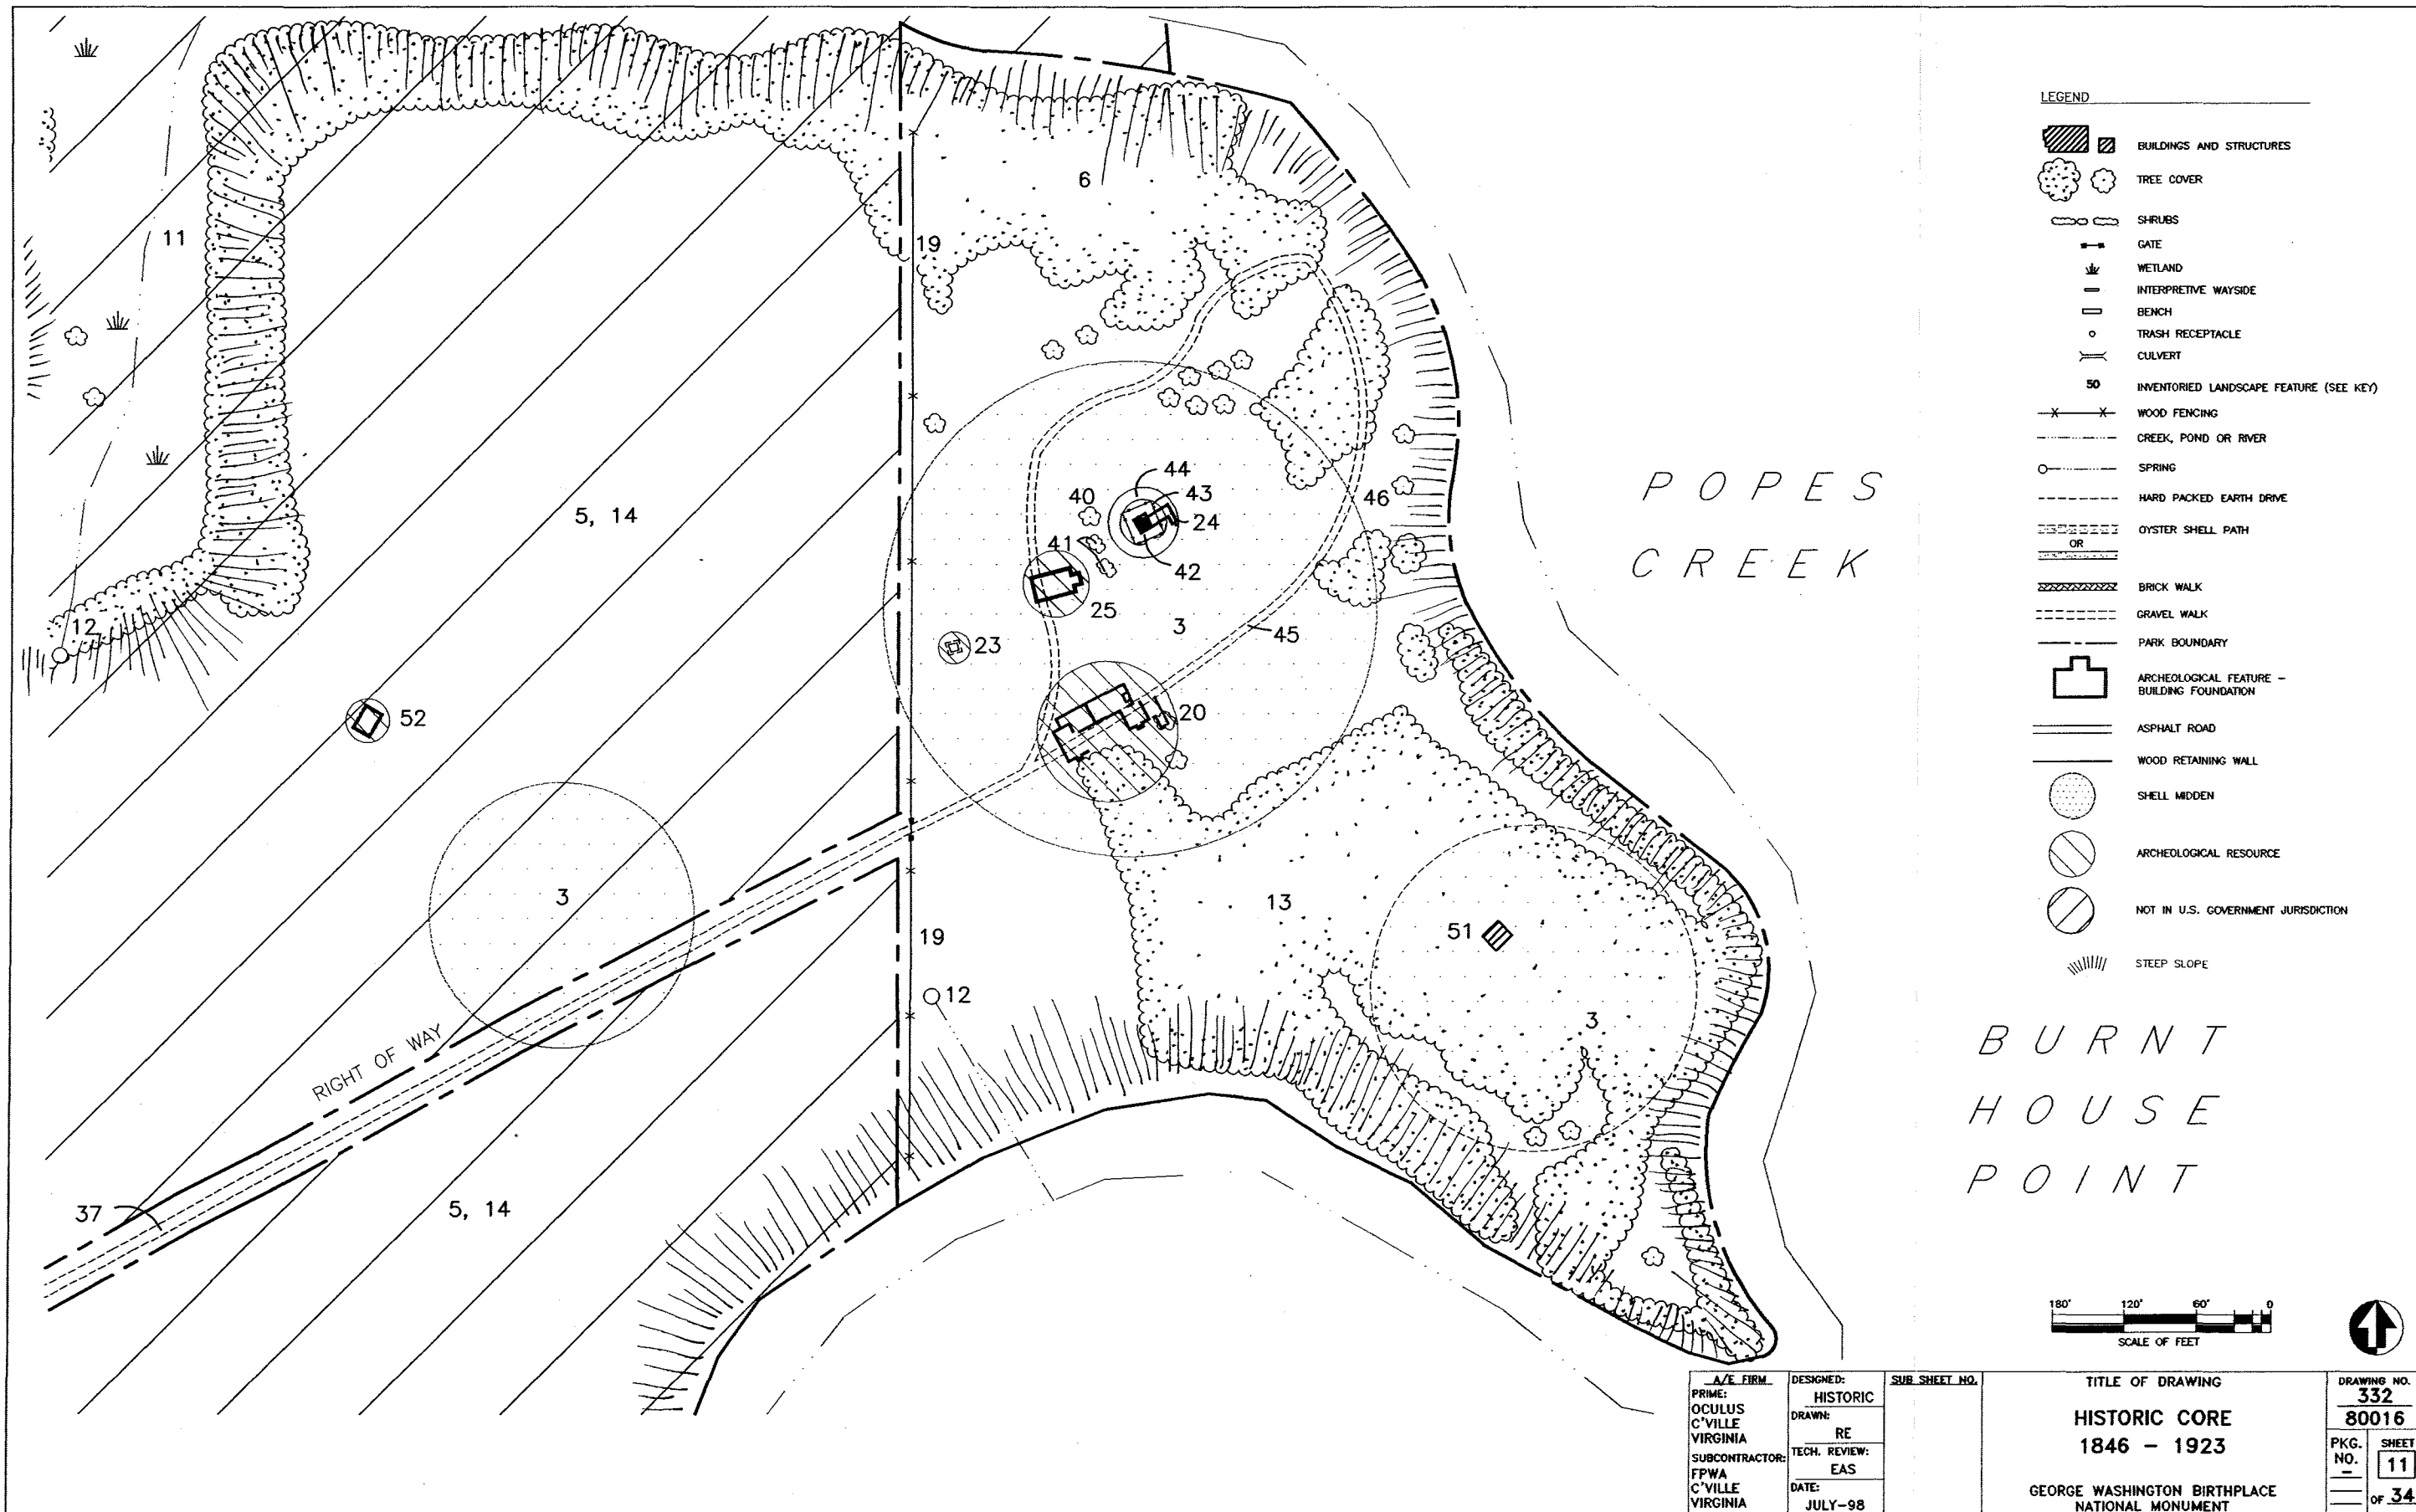 6
11
19
5, 14
44
40
43
24
46
41
42
25
3
45
23
12
20
52
3
13
51
19
12
3
RIGHT OF WAY
37
5, 14
POPES
CREEK
BURNT
HOUSE
POINT
LEGEND
BUILDINGS AND STRUCTURES
TREE COVER
SHRUBS
GATE
WETLAND
INTERPRETIVE WAYSIDE
BENCH
TRASH RECEPTACLE
CULVERT
50 INVENTORIED LANDSCAPE FEATURE (SEE KEY)
WOOD FENCING
CREEK, POND OR RIVER
SPRING
HARD PACKED EARTH DRIVE
OYSTER SHELL PATH
OR
BRICK WALK
GRAVEL WALK
PARK BOUNDARY
ARCHEOLOGICAL FEATURE -
BUILDING FOUNDATION
ASPHALT ROAD
WOOD RETAINING WALL
SHELL MIDDEN
ARCHEOLOGICAL RESOURCE
NOT IN U.S. GOVERNMENT JURISDICTION
STEEP SLOPE
180' 120' 60' 0
SCALE OF FEET
A/E FIRM
PRIME:
OCULUS
C'VILLE
VIRGINIA
SUBCONTRACTOR:
FPWA
C'VILLE
VIRGINIA
DESIGNED:
HISTORIC
DRAWN:
RE
TECH. REVIEW:
EAS
DATE:
JULY-98
SUB SHEET NO.
TITLE OF DRAWING
HISTORIC CORE
1846 - 1923
GEORGE WASHINGTON BIRTHPLACE
NATIONAL MONUMENT
DRAWING NO.
332
80016
PKG.
NO.
-
SHEET
11
OF 34